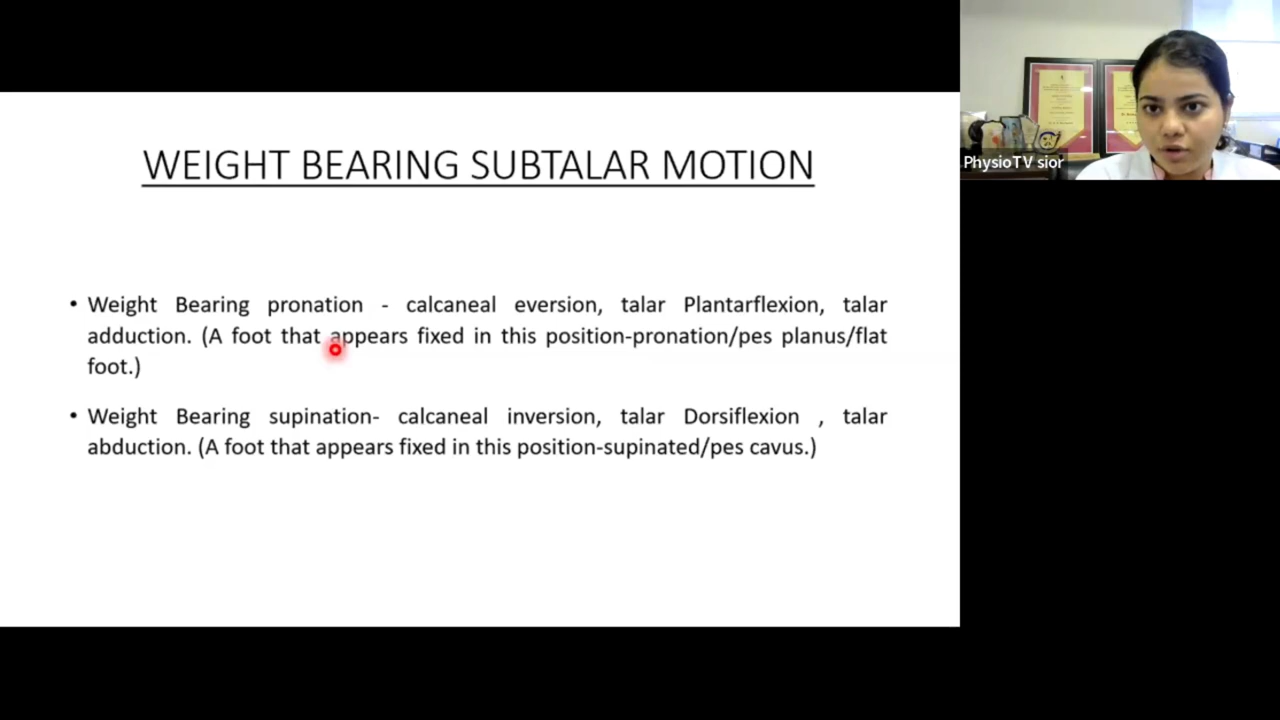 WEIGHT BEARING SUBTALAR MOTION
• Weight Bearing pronation - calcaneal eversion, talar Plantarflexion, talar
adduction. (A foot that appears fixed in this position-pronation/pes planus/flat
foot.)
• Weight Bearing supination- calcaneal inversion, talar Dorsiflexion , talar
abduction. (A foot that appears fixed in this position-supinated/pes cavus.)
PhysioTV sior